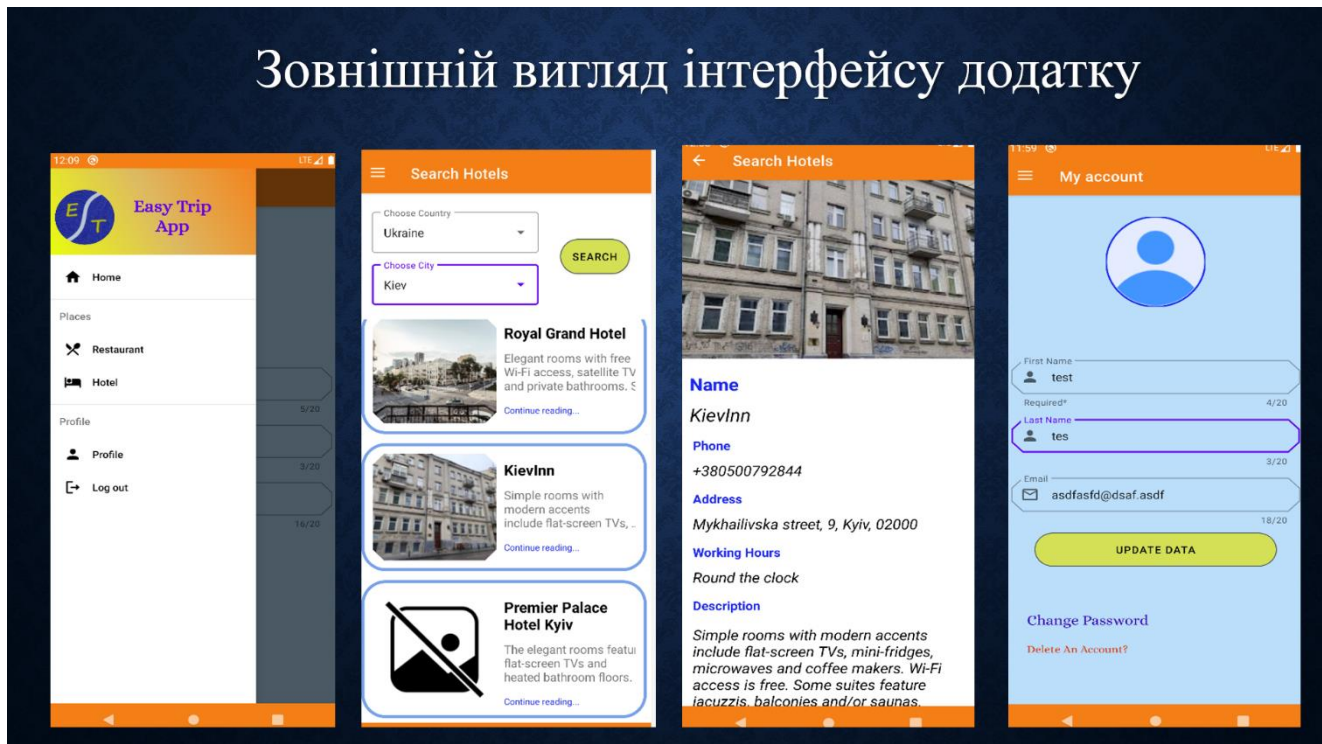 Зовнішній вигляд інтерфейсу додатку
12:09
LTE
E
S
T
Easy Trip
App
Home
Places
Restaurant
Hotel
5/20
Profile
Profile
3/20
Log out
16/20
Search Hotels
Choose Country
Ukraine
SEARCH
Choose City
Kiev
Royal Grand Hotel
Elegant rooms with free
Wi-Fi access, satellite TV
and private bathrooms. S
Continue reading...
KievInn
Simple rooms with
modern accents
include flat-screen TVs, ..
Continue reading...
Premier Palace
Hotel Kyiv
The elegant rooms featu
flat-screen TVs and
heated bathroom floors.
Continue reading...
Search Hotels
Name
KievInn
Phone
+380500792844
Address
Mykhailivska street, 9, Kyiv, 02000
Working Hours
Round the clock
Description
Simple rooms with modern accents
include flat-screen TVs, mini-fridges,
microwaves and coffee makers. Wi-Fi
access is free. Some suites feature
jacuzzis, balconies and/or saunas.
11:59
LTE
My account
First Name
test
Required*
4/20
Last Name
tes
3/20
Email
asdfasfd@dsaf.asdf
18/20
UPDATE DATA
Change Password
Delete An Account?